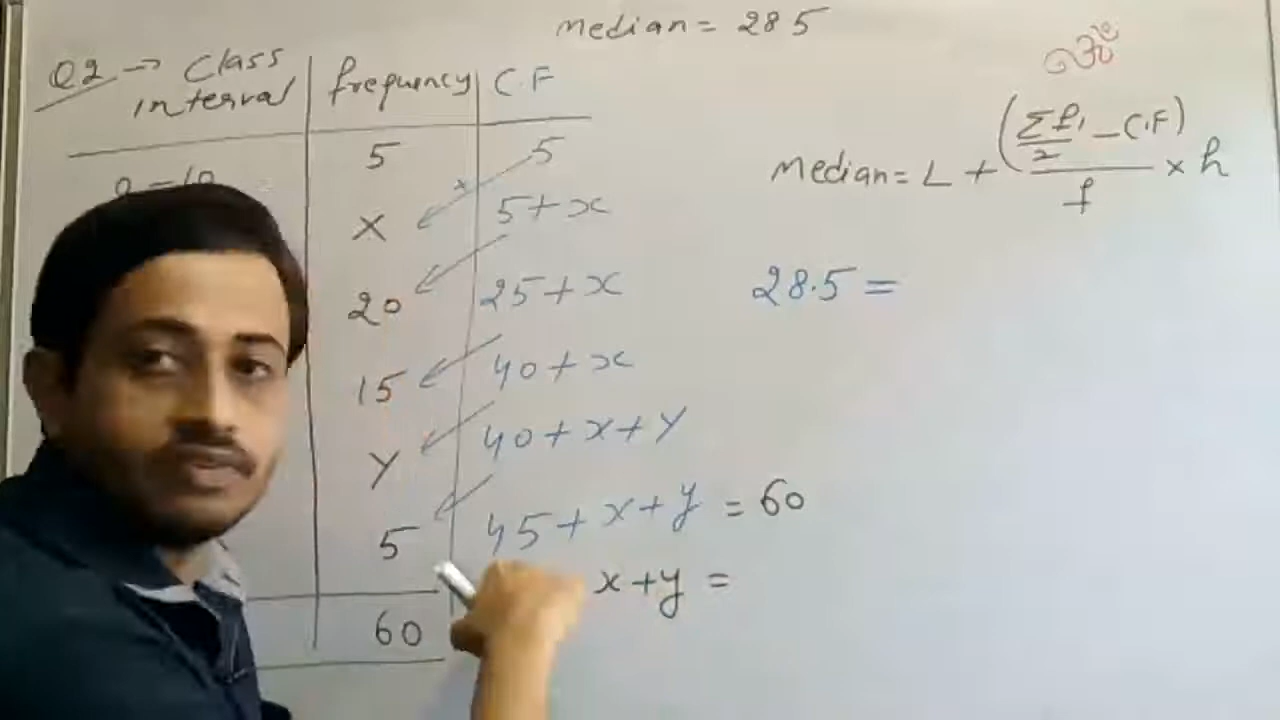 median = 28.5
Q2 → Class interval | frequency | C.F
0 – 10 | 5 | 5
x | 5 + x
20 | 25 + x
15 | 40 + x
y | 40 + x + y
5 | 45 + x + y = 60
x + y =
60
Median = L + (Σfi/2 – C.F)/f × h
28.5 =